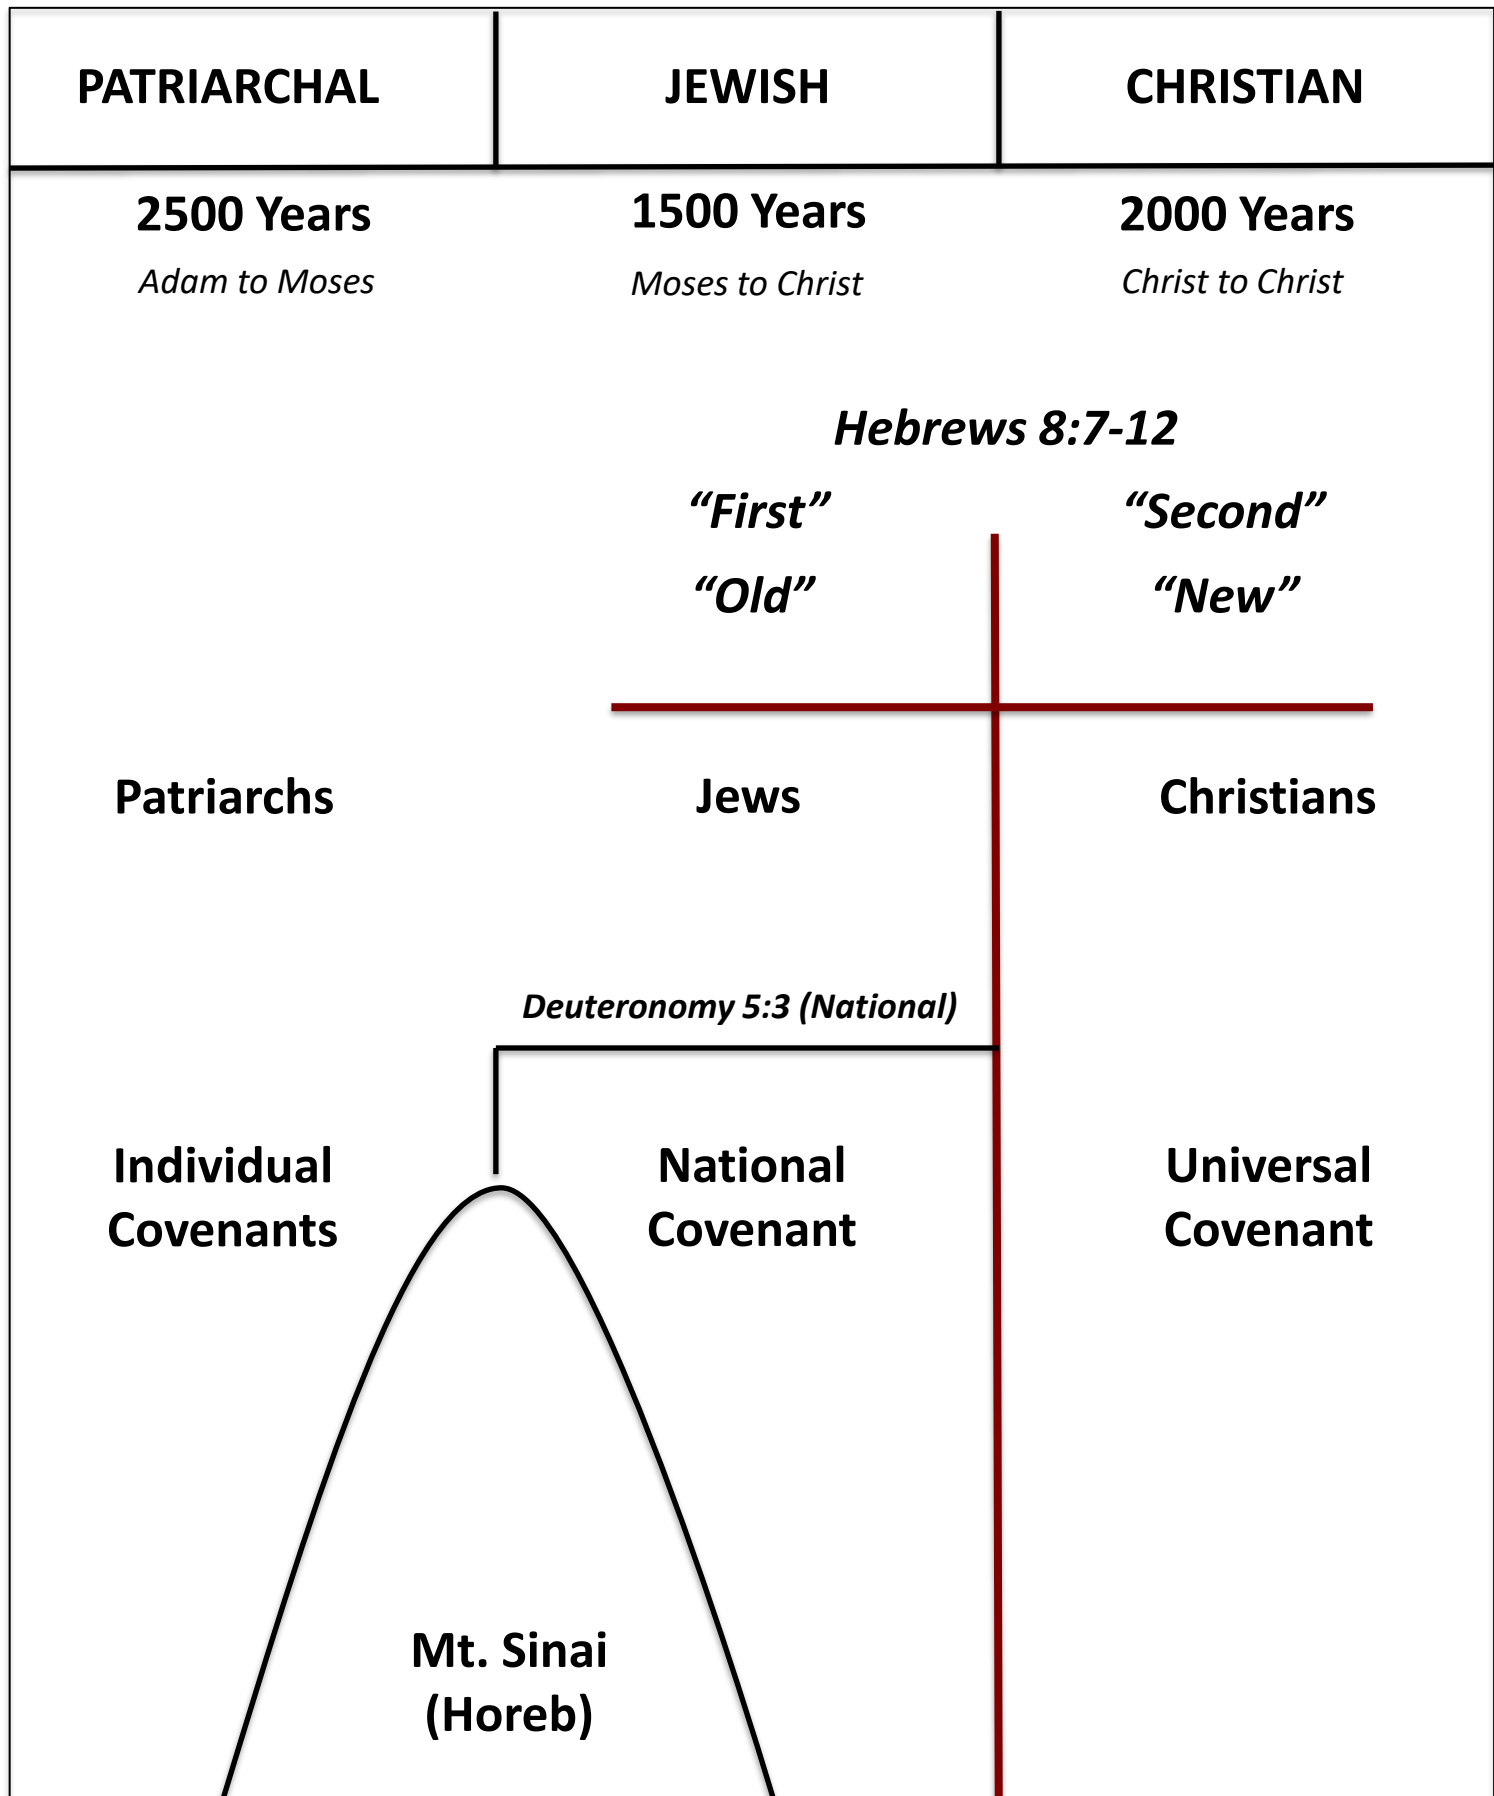 PATRIARCHAL
JEWISH
CHRISTIAN
2500 Years
1500 Years
2000 Years
Adam to Moses
Moses to Christ
Christ to Christ
Hebrews 8:7-12
“First”
“Second”
“Old”
“New”
Patriarchs
Jews
Christians
Deuteronomy 5:3 (National)
Individual
Covenants
National
Covenant
Universal
Covenant
Mt. Sinai
(Horeb)